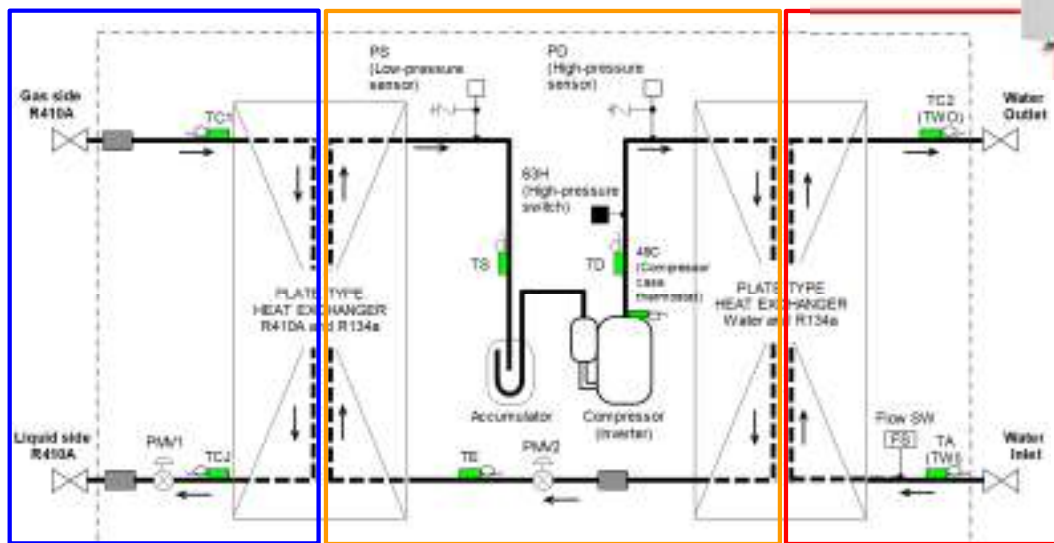 PS
(Low-pressure
sensor)
PD
(High-pressure
sensor)
Gas side
R410A
TC1
TC2
(TWO)
Water
Outlet
63H
(High-pressure
switch)
TS
TD
49C
(Compressor
case
thermostat)
PLATE TYPE
HEAT EXCHANGER
R410A and R134a
PLATE TYPE
HEAT EXCHANGER
Water and R134a
Accumulator
Compressor
(Inverter)
Flow SW
FS
Liquid side
R410A
PMV1
TCJ
TE
PMV2
TA
(TWI)
Water
Inlet